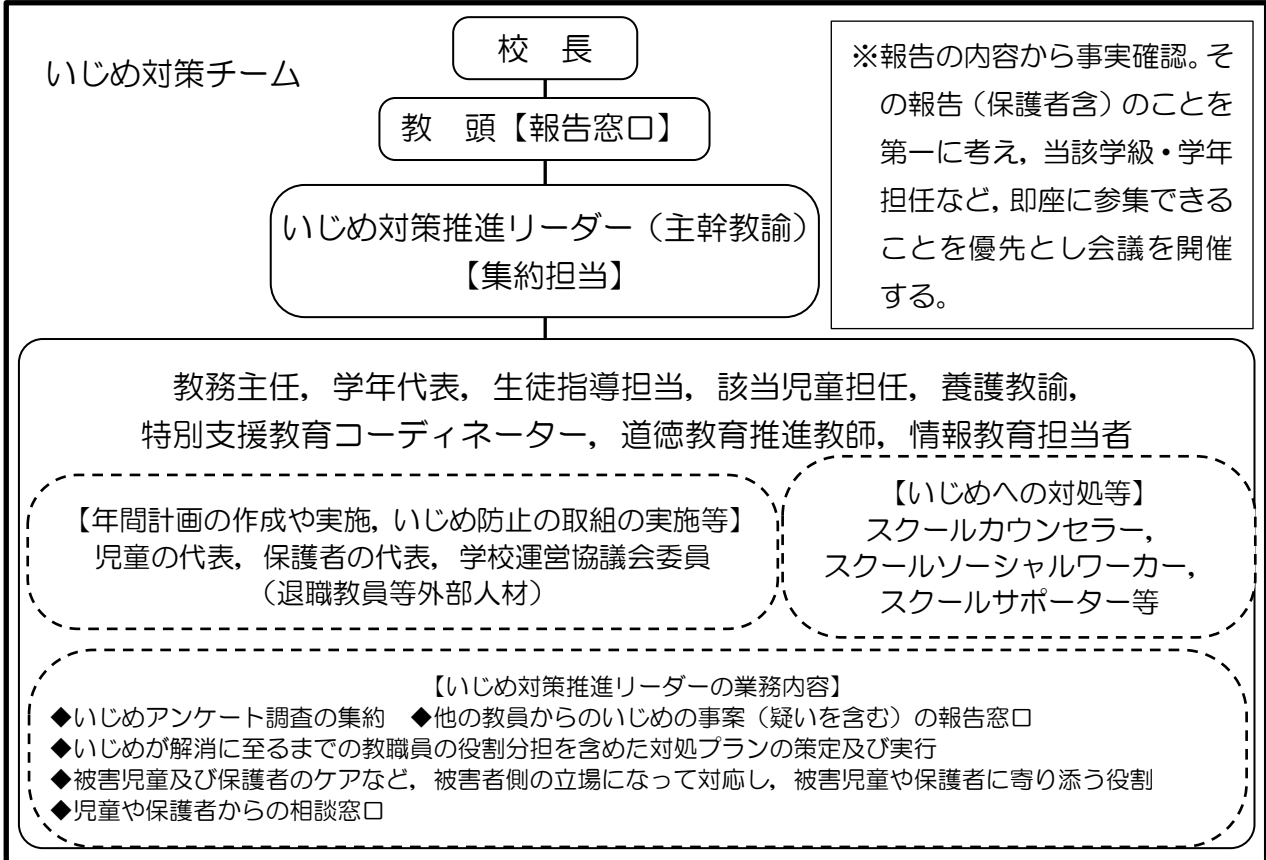 いじめ対策チーム
校　長
教　頭【報告窓口】
いじめ対策推進リーダー（主幹教諭）
【集約担当】
※報告の内容から事実確認。そ
の報告（保護者含）のことを
第一に考え，当該学級・学年
担任など，即座に参集できる
ことを優先とし会議を開催
する。
教務主任，学年代表，生徒指導担当，該当児童担任，養護教諭，
特別支援教育コーディネーター，道徳教育推進教師，情報教育担当者
【年間計画の作成や実施，いじめ防止の取組の実施等】
児童の代表，保護者の代表，学校運営協議会委員
（退職教員等外部人材）
【いじめへの対処等】
スクールカウンセラー，
スクールソーシャルワーカー，
スクールサポーター等
【いじめ対策推進リーダーの業務内容】
◆いじめアンケート調査の集約　◆他の教員からのいじめの事案（疑いを含む）の報告窓口
◆いじめが解消に至るまでの教職員の役割分担を含めた対処プランの策定及び実行
◆被害児童及び保護者のケアなど，被害者側の立場になって対応し，被害児童や保護者に寄り添う役割
◆児童や保護者からの相談窓口